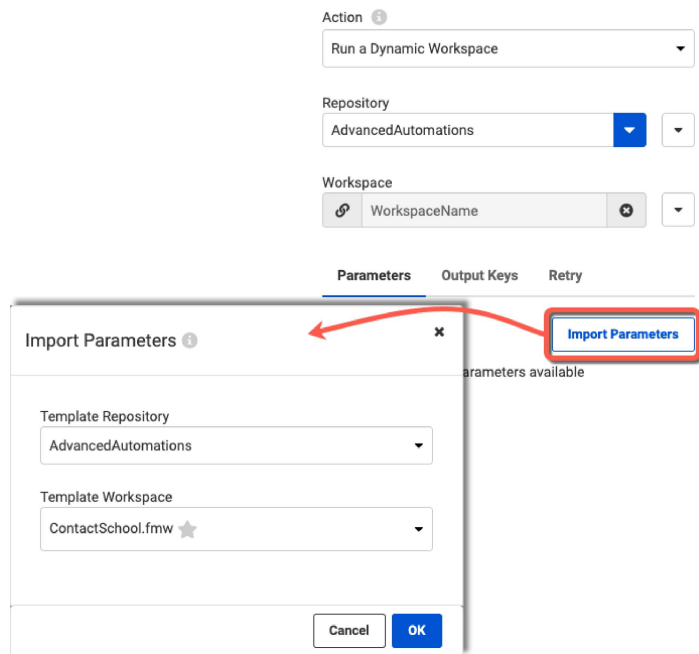 Action
Run a Dynamic Workspace
Repository
AdvancedAutomations
Workspace
WorkspaceName
Parameters Output Keys Retry
Import Parameters
arameters available
Import Parameters
Template Repository
AdvancedAutomations
Template Workspace
ContactSchool.fmw
Cancel OK